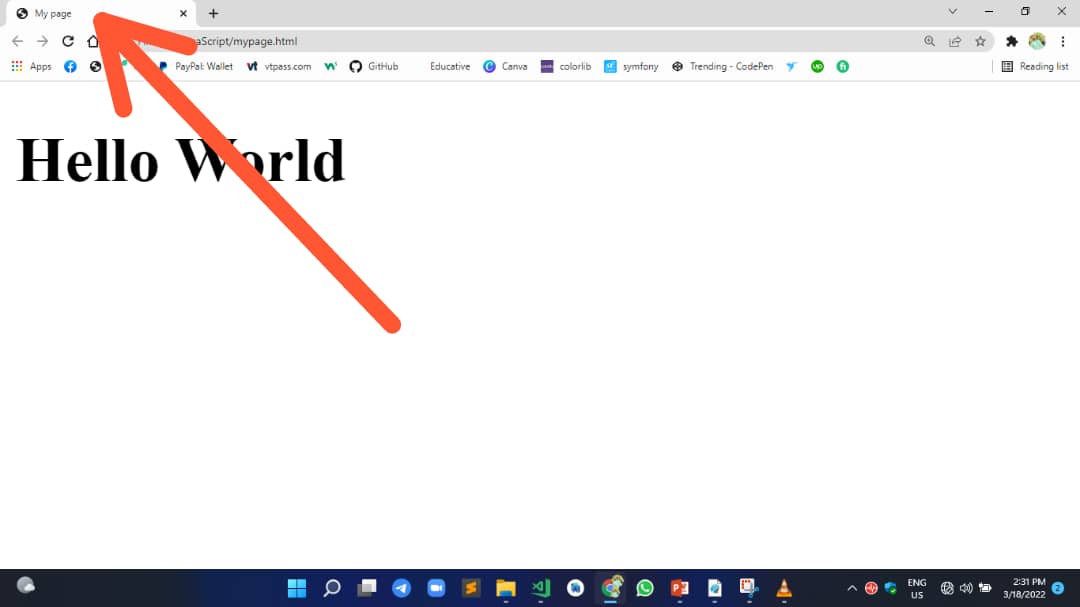 My page
aScript/mypage.html
Apps
PayPal: Wallet
vtpass.com
GitHub
Educative
Canva
colorlib
symfony
Trending - CodePen
Reading list
Hello World
ENG
US
2:31 PM
3/18/2022
2